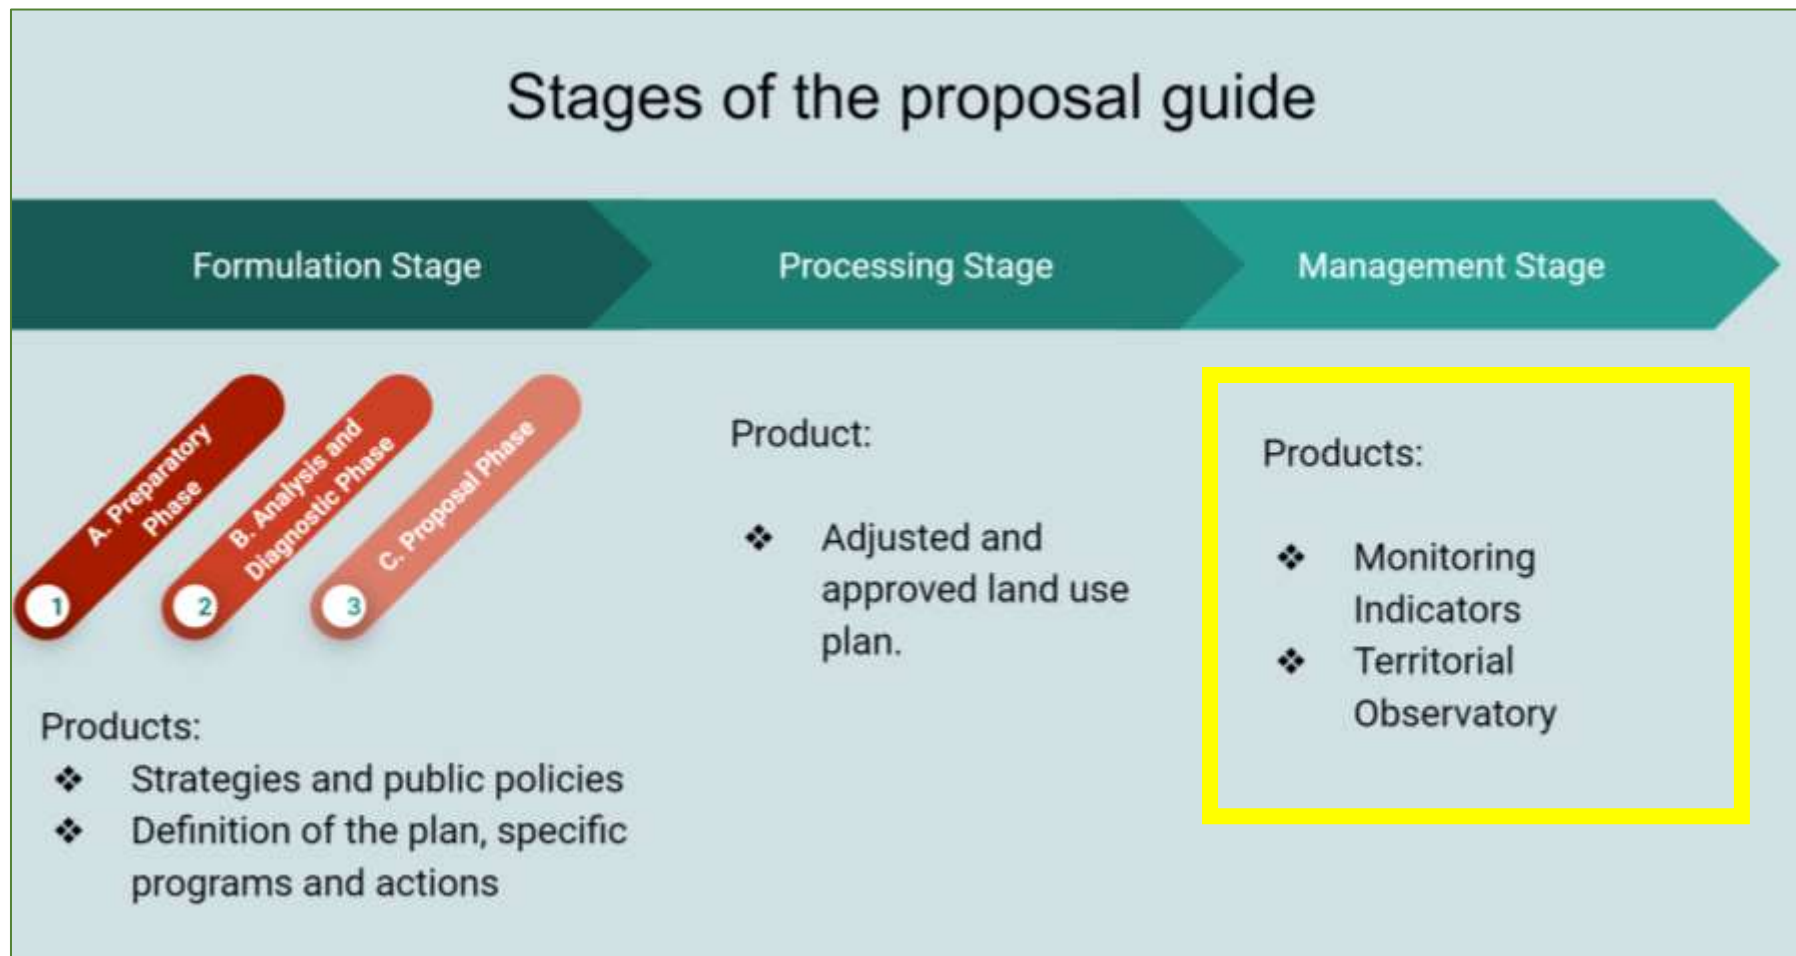 Stages of the proposal guide
Formulation Stage
Processing Stage
Management Stage
A. Preparatory
Phase
1
B. Analysis and
Diagnostic Phase
2
C. Proposal Phase
3
Products:
❖ Strategies and public policies
❖ Definition of the plan, specific
programs and actions
Product:
❖ Adjusted and
approved land use
plan.
Products:
❖ Monitoring
Indicators
❖ Territorial
Observatory